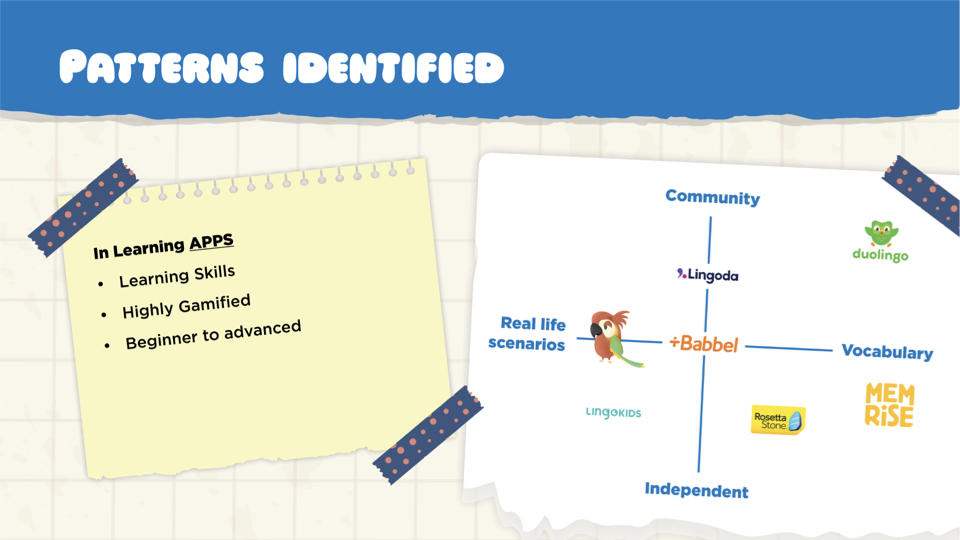 PATTERNS IDENTIFIED
In Learning APPS
• Learning Skills
• Highly Gamified
• Beginner to advanced
Community
duolingo
Lingoda
Real life
scenarios
÷Babbel
Vocabulary
MEM
RiSE
LINGOKIDS
Rosetta
Stone
Independent